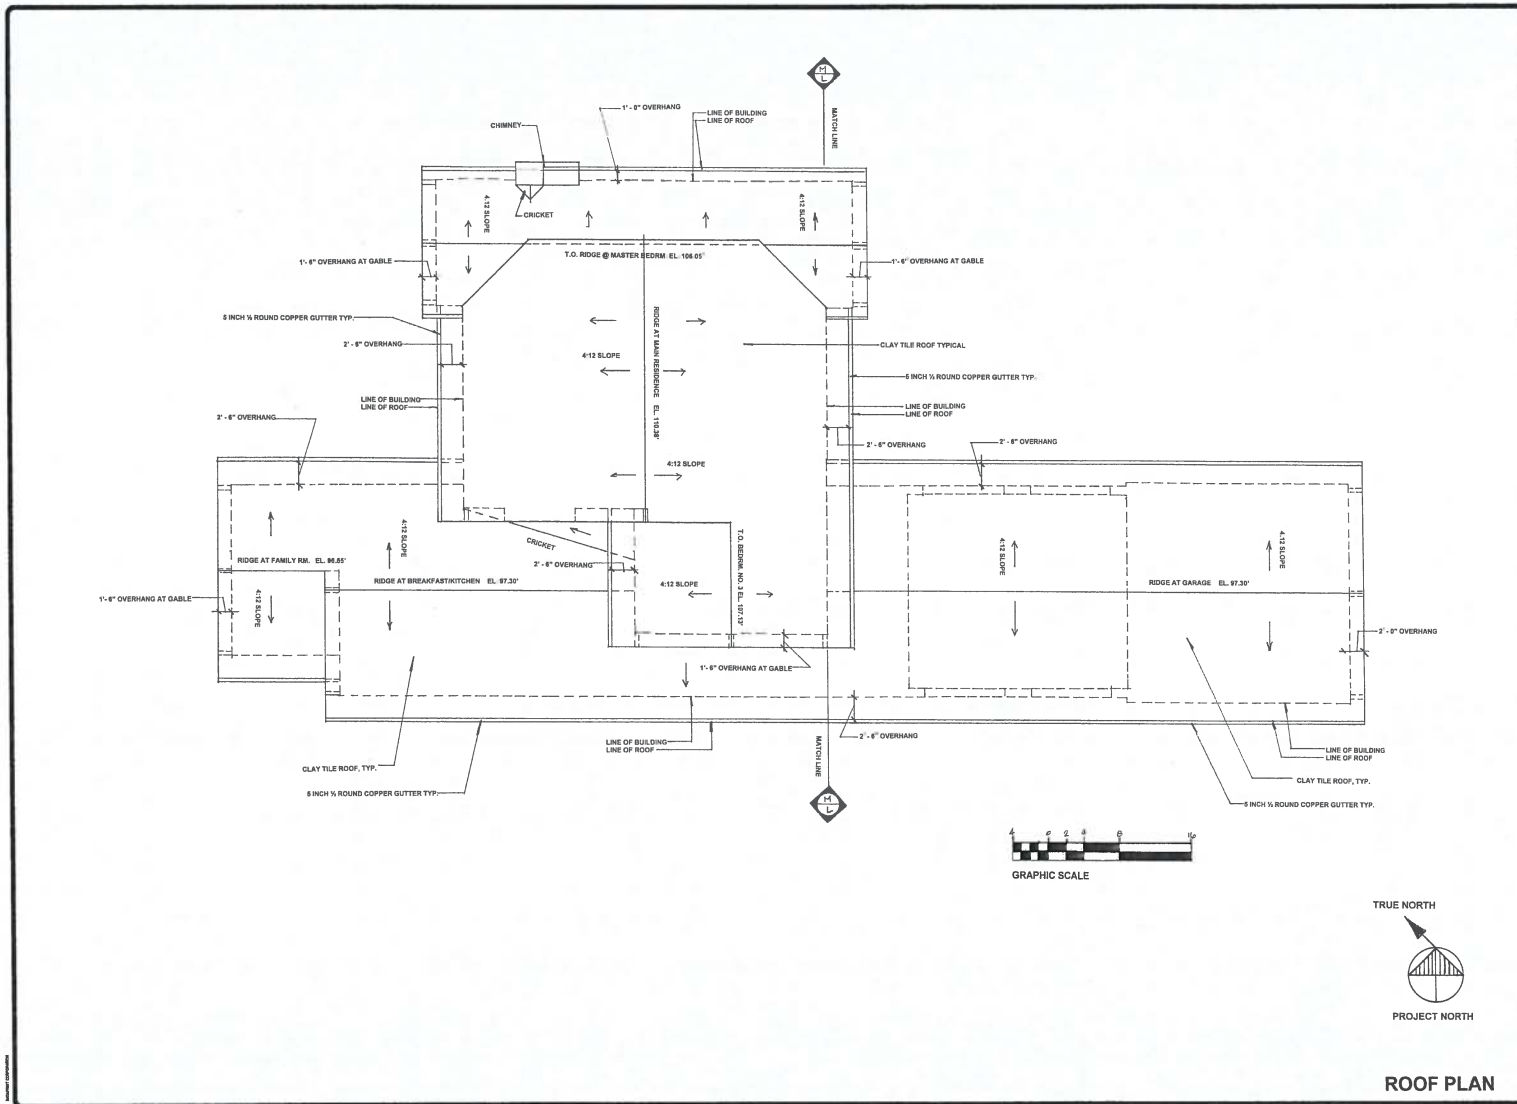 M
L
MATCH LINE
1' - 0" OVERHANG
LINE OF BUILDING
LINE OF ROOF
CHIMNEY
4:12 SLOPE
4:12 SLOPE
CRICKET
T.O. RIDGE @ MASTER BEDRM EL. 106.05'
1'- 6" OVERHANG AT GABLE
1'- 6" OVERHANG AT GABLE
5 INCH ½ ROUND COPPER GUTTER TYP.
RIDGE AT MAIN RESIDENCE EL. 110.38'
2' - 6" OVERHANG
CLAY TILE ROOF TYPICAL
4:12 SLOPE
5 INCH ½ ROUND COPPER GUTTER TYP.
LINE OF BUILDING
LINE OF ROOF
LINE OF BUILDING
LINE OF ROOF
2' - 6" OVERHANG
2' - 6" OVERHANG
2' - 6" OVERHANG
4:12 SLOPE
4:12 SLOPE
CRICKET
T.O. BEDRM. NO. 3 EL. 107.13'
4:12 SLOPE
4:12 SLOPE
RIDGE AT FAMILY RM. EL. 96.55'
2' - 6" OVERHANG
RIDGE AT BREAKFAST/KITCHEN EL. 97.30'
4:12 SLOPE
RIDGE AT GARAGE EL. 97.30'
1'- 6" OVERHANG AT GABLE
4:12 SLOPE
2' - 0" OVERHANG
1'- 6" OVERHANG AT GABLE
LINE OF BUILDING
LINE OF ROOF
MATCH LINE
2' - 6" OVERHANG
LINE OF BUILDING
LINE OF ROOF
CLAY TILE ROOF, TYP.
CLAY TILE ROOF, TYP.
5 INCH ½ ROUND COPPER GUTTER TYP.
5 INCH ½ ROUND COPPER GUTTER TYP.
M
L
4 0 2 4 8 16
GRAPHIC SCALE
TRUE NORTH
PROJECT NORTH
ROOF PLAN